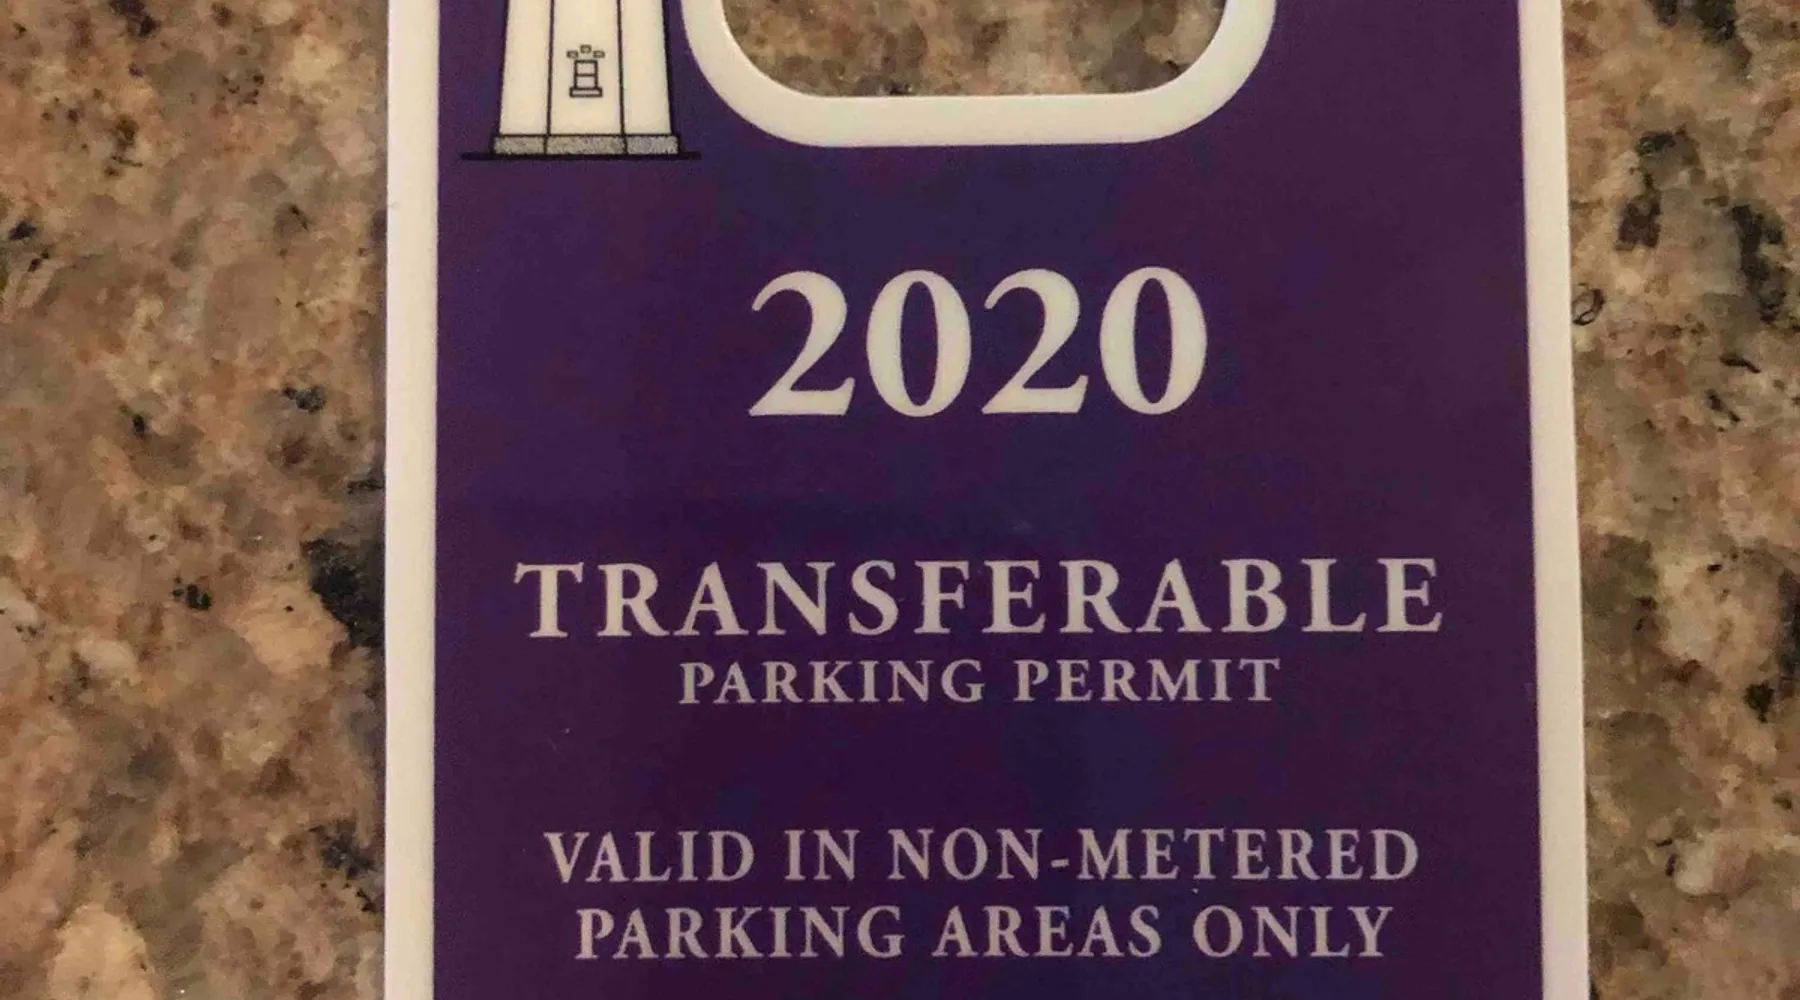 2020
TRANSFERABLE
PARKING PERMIT
VALID IN NON-METERED
PARKING AREAS ONLY